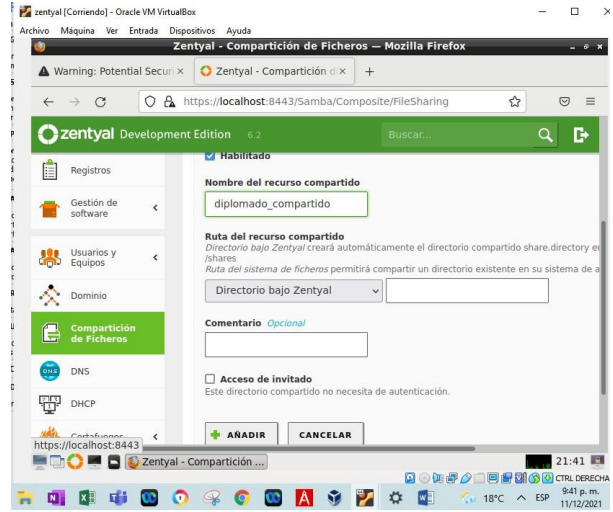 zentyal [Corriendo] - Oracle VM VirtualBox
Archivo Máquina Ver Entrada Dispositivos Ayuda
Zentyal - Compartición de Ficheros — Mozilla Firefox
Warning: Potential Securi
Zentyal - Compartición d
https://localhost:8443/Samba/Composite/FileSharing
zentyal Development Edition 6.2
Buscar...
Habilitado
Registros
Nombre del recurso compartido
diplomado_compartido
Gestión de software
Ruta del recurso compartido
Directorio bajo Zentyal creará automáticamente el directorio compartido share.directory en
/shares
Ruta del sistema de ficheros permitirá compartir un directorio existente en su sistema de a
Usuarios y Equipos
Directorio bajo Zentyal
Dominio
Comentario Opcional
Compartición de Ficheros
DNS
Acceso de invitado
Este directorio compartido no necesita de autenticación.
DHCP
Cortafuegos
AÑADIR
CANCELAR
https://localhost:8443
Zentyal - Compartición ...
21:41
CTRL DERECHA
18°C
ESP
9:41 p. m.
11/12/2021